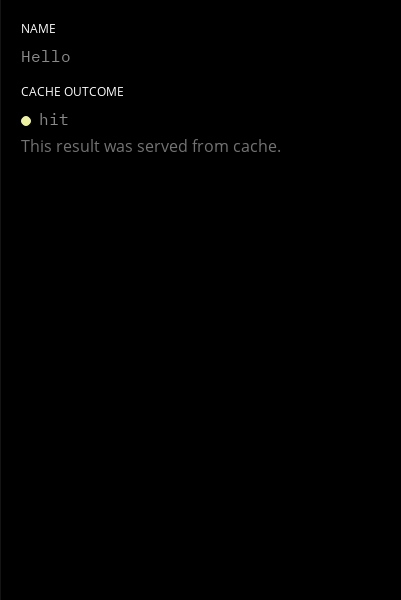 NAME
Hello
CACHE OUTCOME
hit
This result was served from cache.